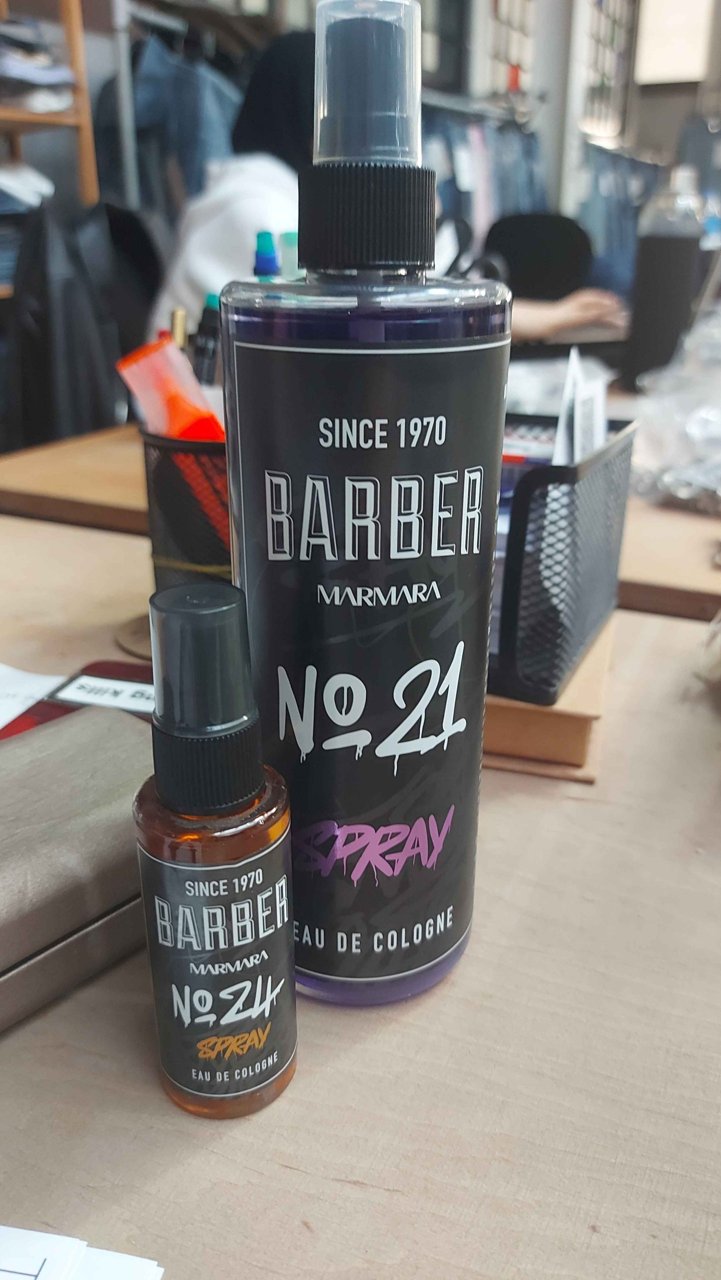 SINCE 1970
BARBER
MARMARA
No 21
SPRAY
EAU DE COLOGNE
SINCE 1970
BARBER
MARMARA
No 24
SPRAY
EAU DE COLOGNE
kills